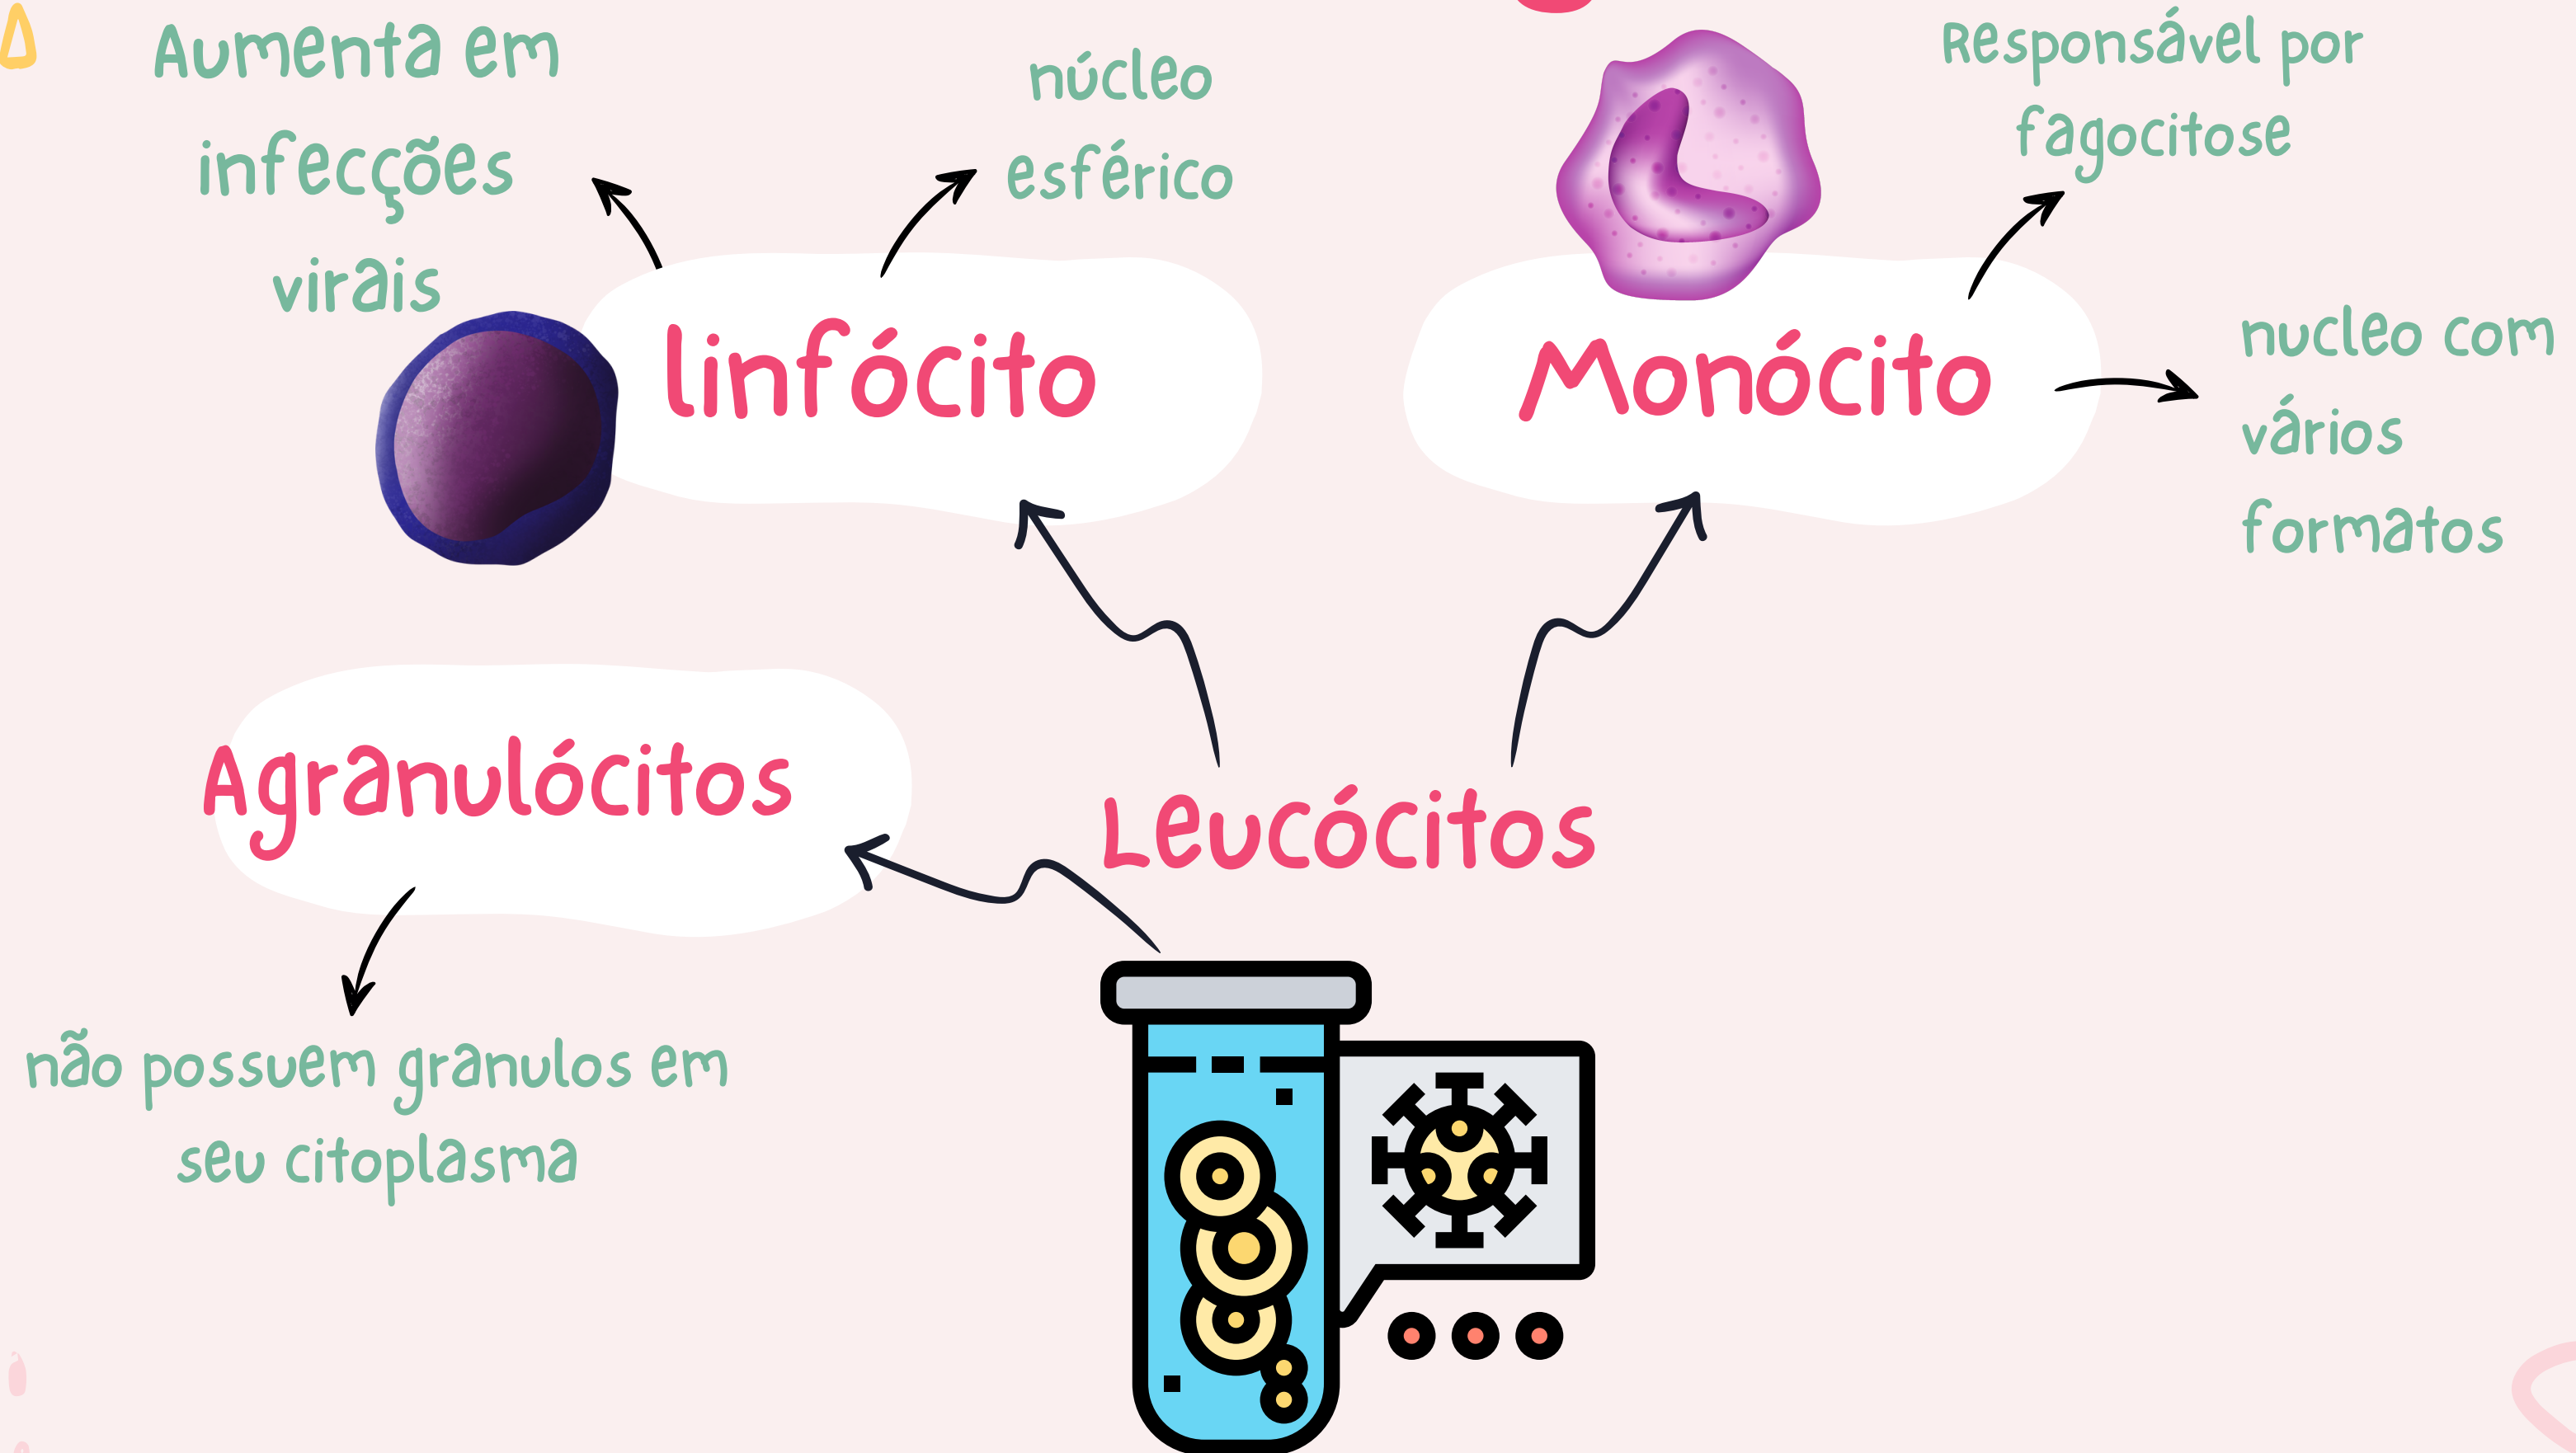 Aumenta em
infecções
virais
núcleo
esférico
Responsável por
fagocitose
linfócito
Monócito
nucleo com
vários
formatos
Agranulócitos
Leucócitos
não possuem granulos em
seu citoplasma